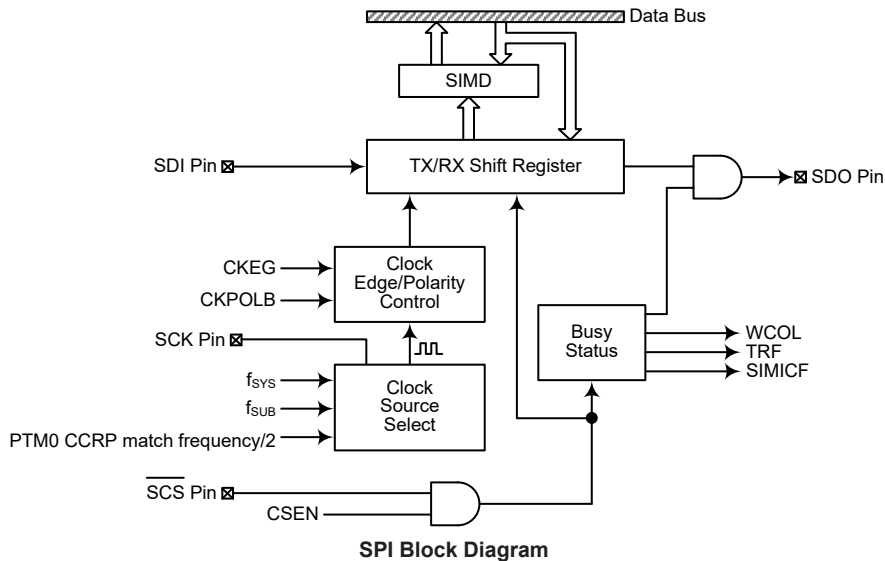 Data Bus
SIMD
SDI Pin
TX/RX Shift Register
SDO Pin
CKEG
CKPOLB
Clock
Edge/Polarity
Control
SCK Pin
Busy
Status
WCOL
TRF
SIMICF
fSYS
fSUB
PTM0 CCRP match frequency/2
Clock
Source
Select
SCS Pin
CSEN
SPI Block Diagram